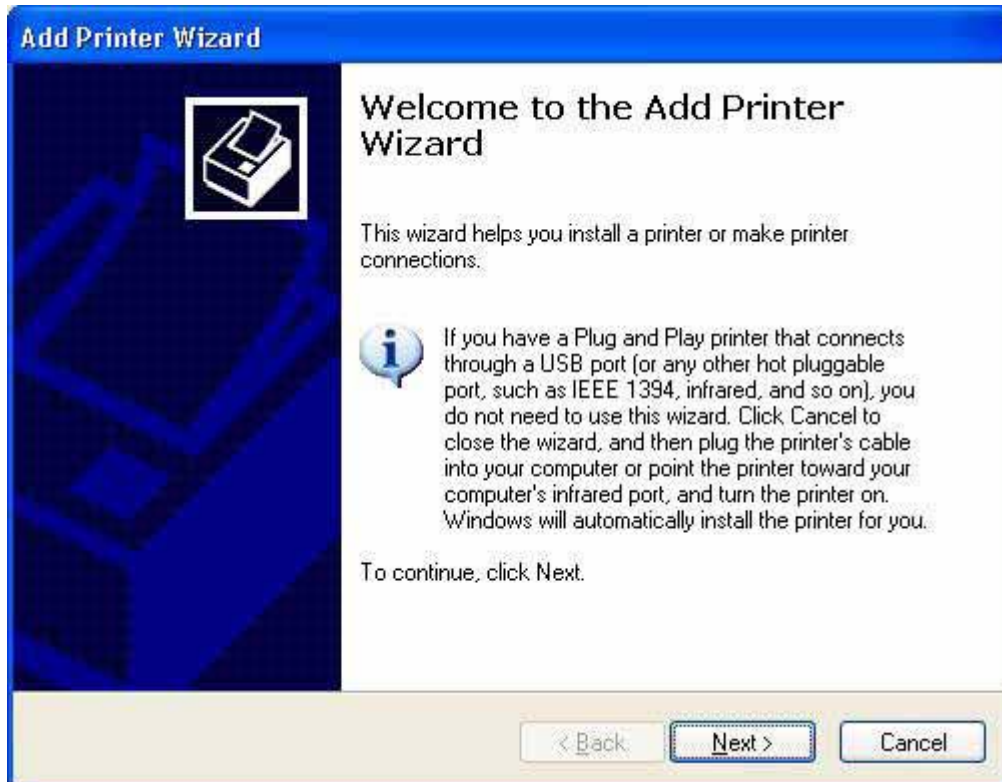 Add Printer Wizard
Welcome to the Add Printer
Wizard
This wizard helps you install a printer or make printer
connections.
If you have a Plug and Play printer that connects
through a USB port (or any other hot pluggable
port, such as IEEE 1394, infrared, and so on), you
do not need to use this wizard. Click Cancel to
close the wizard, and then plug the printer's cable
into your computer or point the printer toward your
computer's infrared port, and turn the printer on.
Windows will automatically install the printer for you.
To continue, click Next.
< Back Next > Cancel